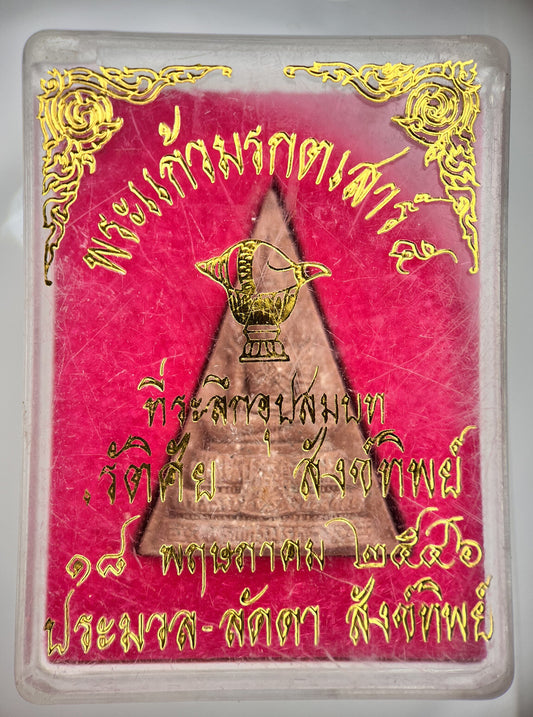 พระแก้วมรกตเสาร์ ๕
ที่ระลึกอุปสมบท
รัติศัย สังข์ทิพย์
๑๘ พฤษภาคม ๒๕๔๖
ประมวล-ลัดดา สังข์ทิพย์